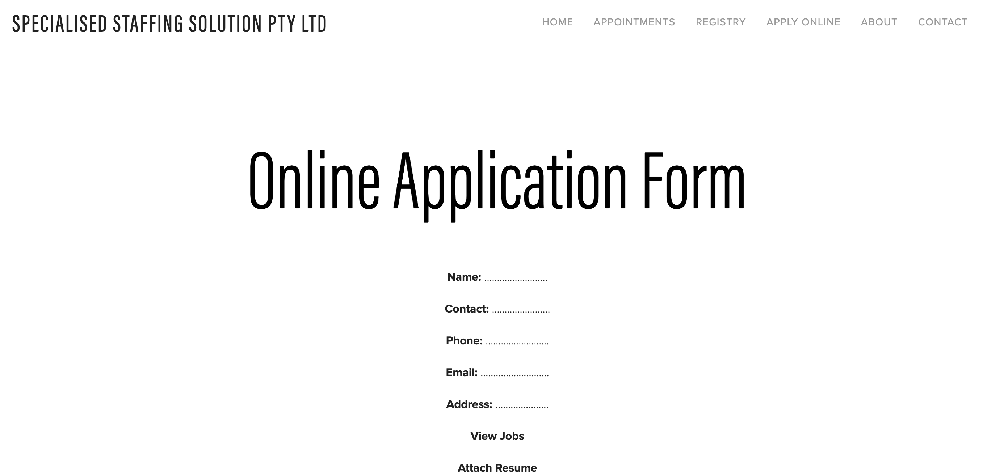 SPECIALISED STAFFING SOLUTION PTY LTD
HOME APPOINTMENTS REGISTRY APPLY ONLINE ABOUT CONTACT
Online Application Form
Name: .........................
Contact: .......................
Phone: .........................
Email: ...........................
Address: .....................
View Jobs
Attach Resume